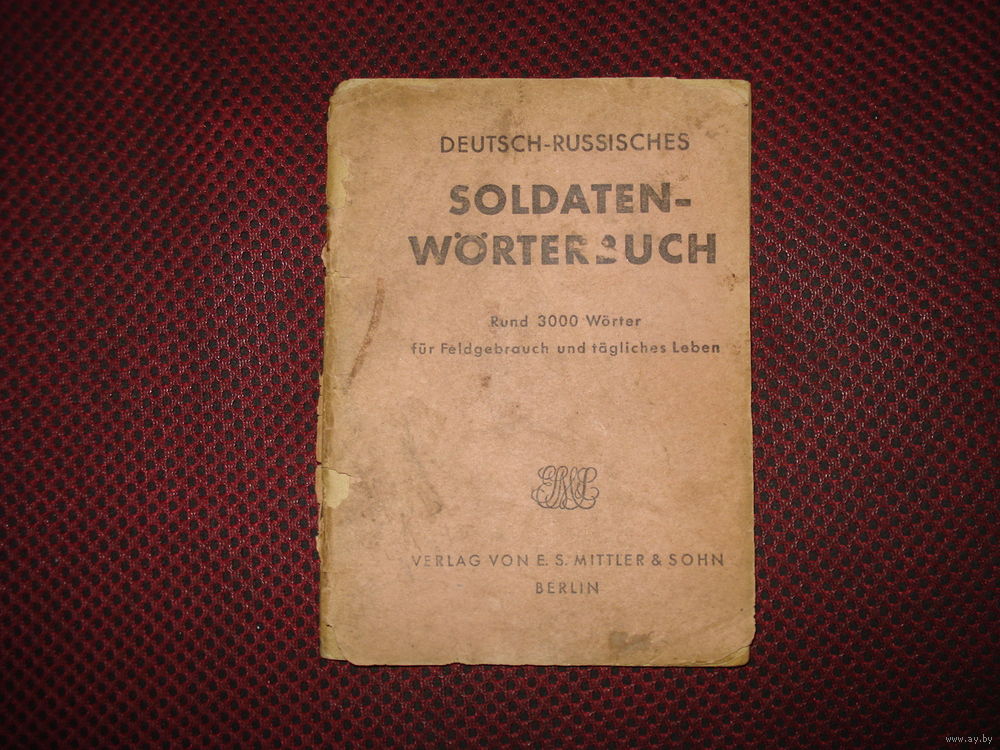 DEUTSCH-RUSSISCHES
SOLDATEN-
WÖRTERBUCH
Rund 3000 Wörter
für Feldgebrauch und tägliches Leben
VERLAG VON E. S. MITTLER & SOHN
BERLIN
www.ay.by